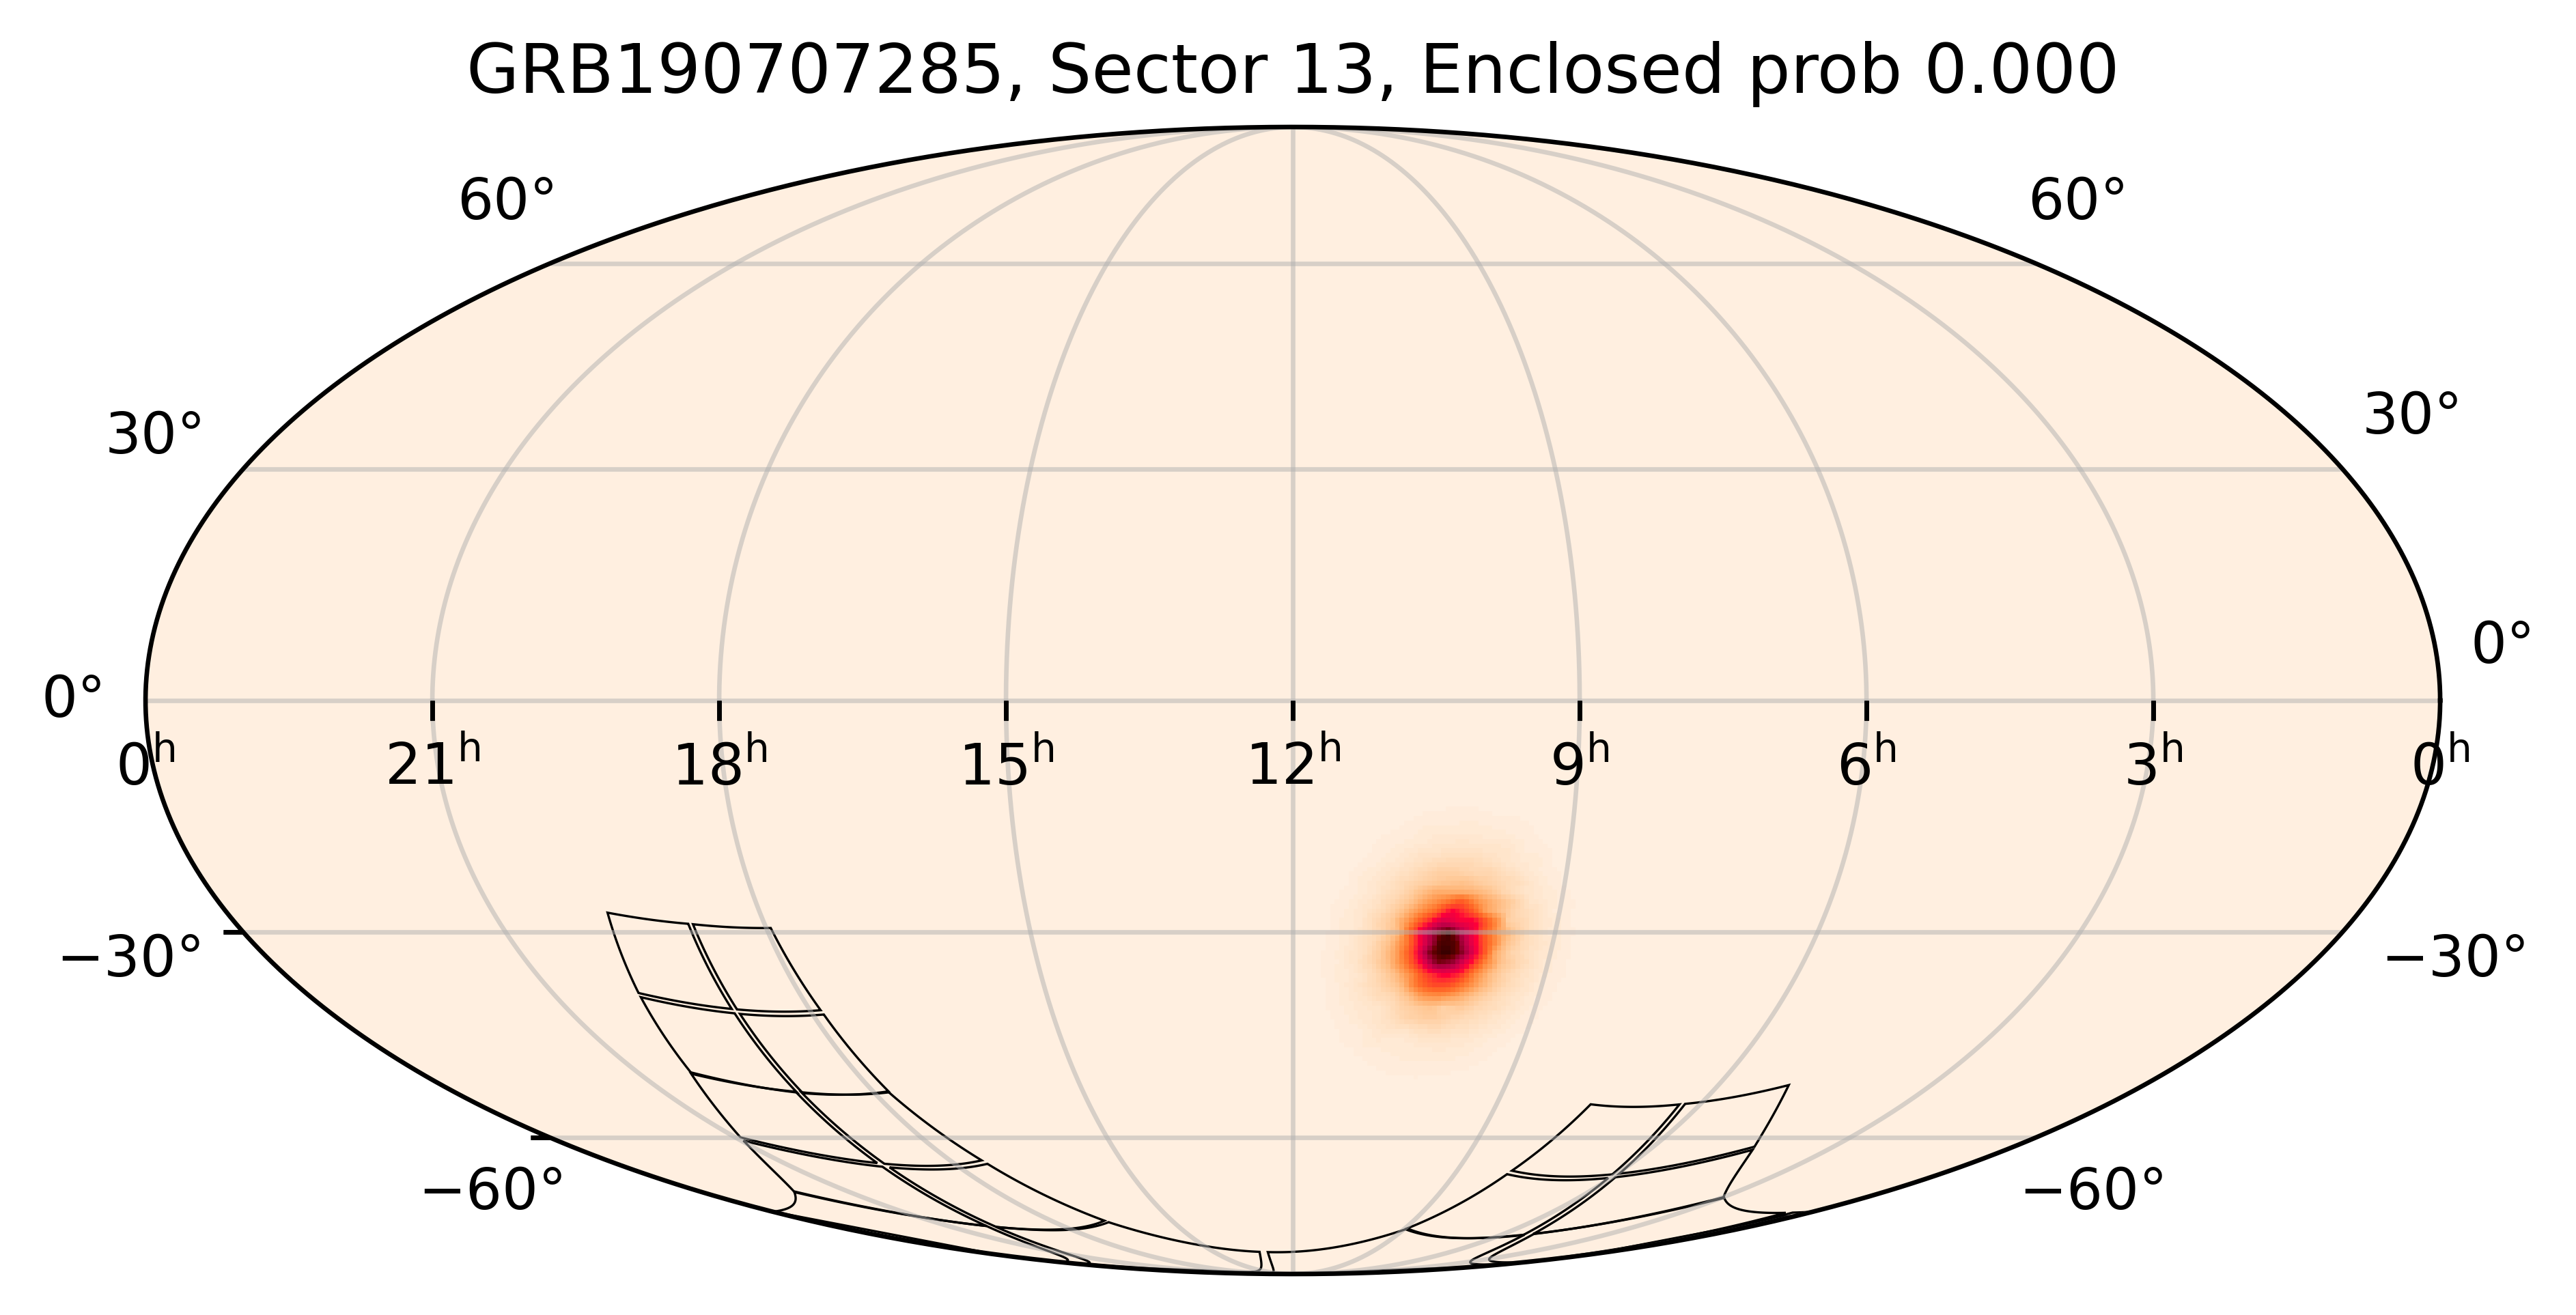 GRB190707285, Sector 13, Enclosed prob 0.000
60° 60°
30° 30°
0° 0°
0h 21h 18h 15h 12h 9h 6h 3h 0h
−30° −30°
−60° −60°